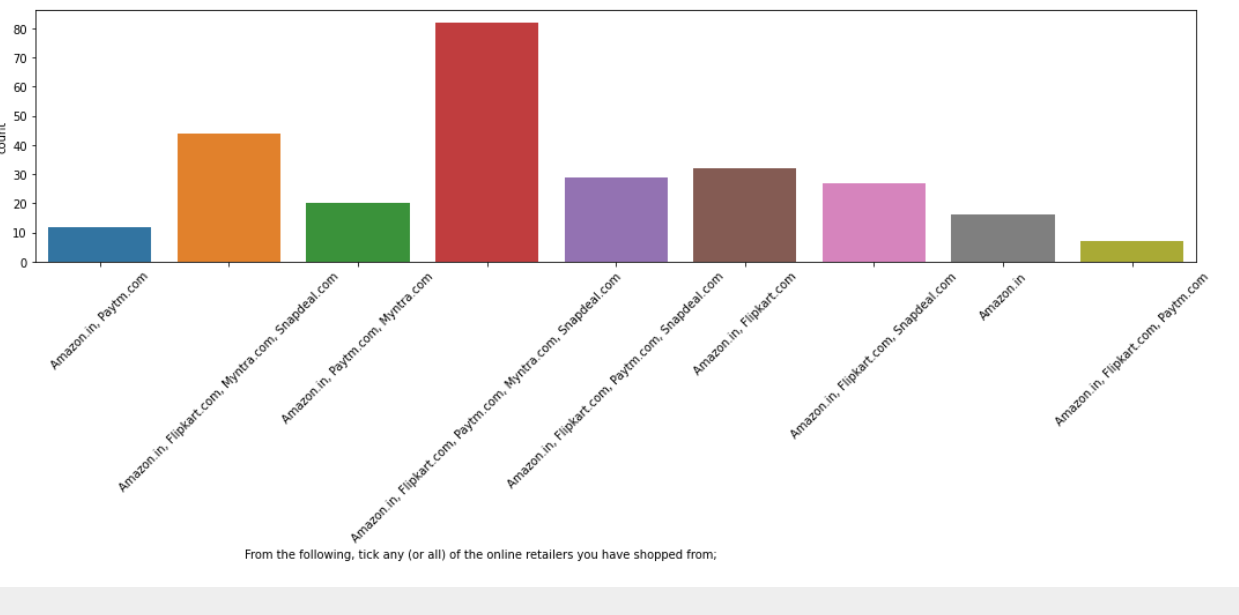 80
70
60
50
40
30
20
10
0
count
Amazon.in, Paytm.com
Amazon.in, Flipkart.com, Myntra.com, Snapdeal.com
Amazon.in, Paytm.com, Myntra.com
Amazon.in, Flipkart.com, Paytm.com, Myntra.com, Snapdeal.com
Amazon.in, Flipkart.com, Paytm.com, Snapdeal.com
Amazon.in, Flipkart.com
Amazon.in, Flipkart.com, Snapdeal.com
Amazon.in
Amazon.in, Flipkart.com, Paytm.com
From the following, tick any (or all) of the online retailers you have shopped from;